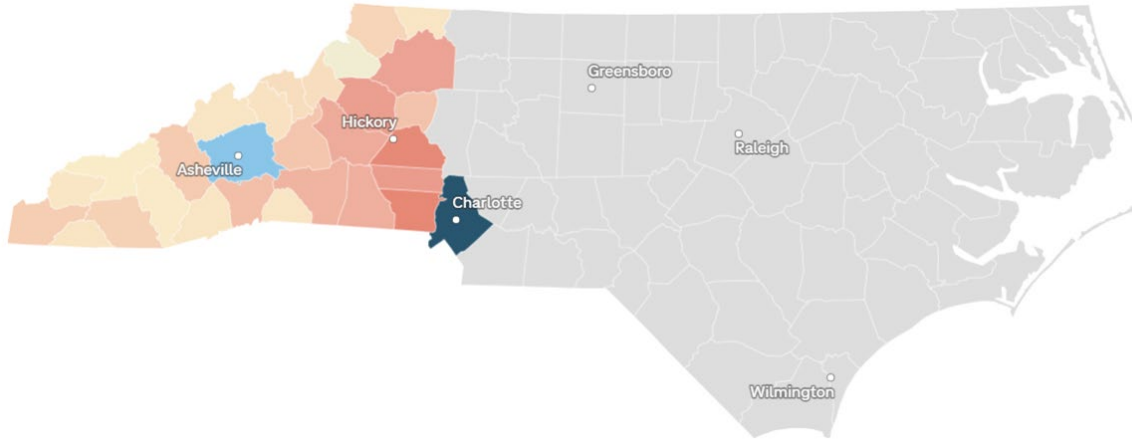 Greensboro
Hickory
Raleigh
Asheville
Charlotte
Wilmington